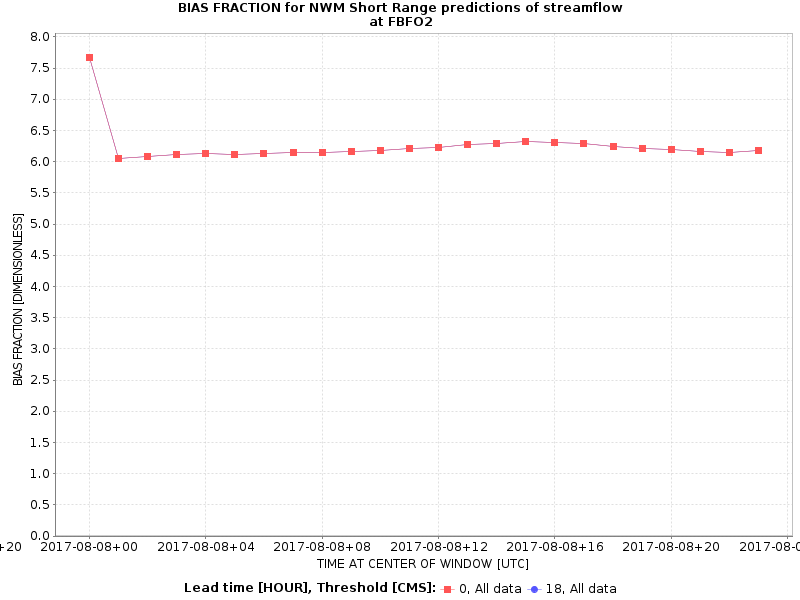 BIAS FRACTION for NWM Short Range predictions of streamflow
at FBFO2
8.0
7.5
7.0
6.5
6.0
5.5
5.0
4.5
4.0
3.5
3.0
2.5
2.0
1.5
1.0
0.5
0.0
BIAS FRACTION [DIMENSIONLESS]
+20 2017-08-08+00 2017-08-08+04 2017-08-08+08 2017-08-08+12 2017-08-08+16 2017-08-08+20 2017-08-0
TIME AT CENTER OF WINDOW [UTC]
Lead time [HOUR], Threshold [CMS]: 0, All data 18, All data